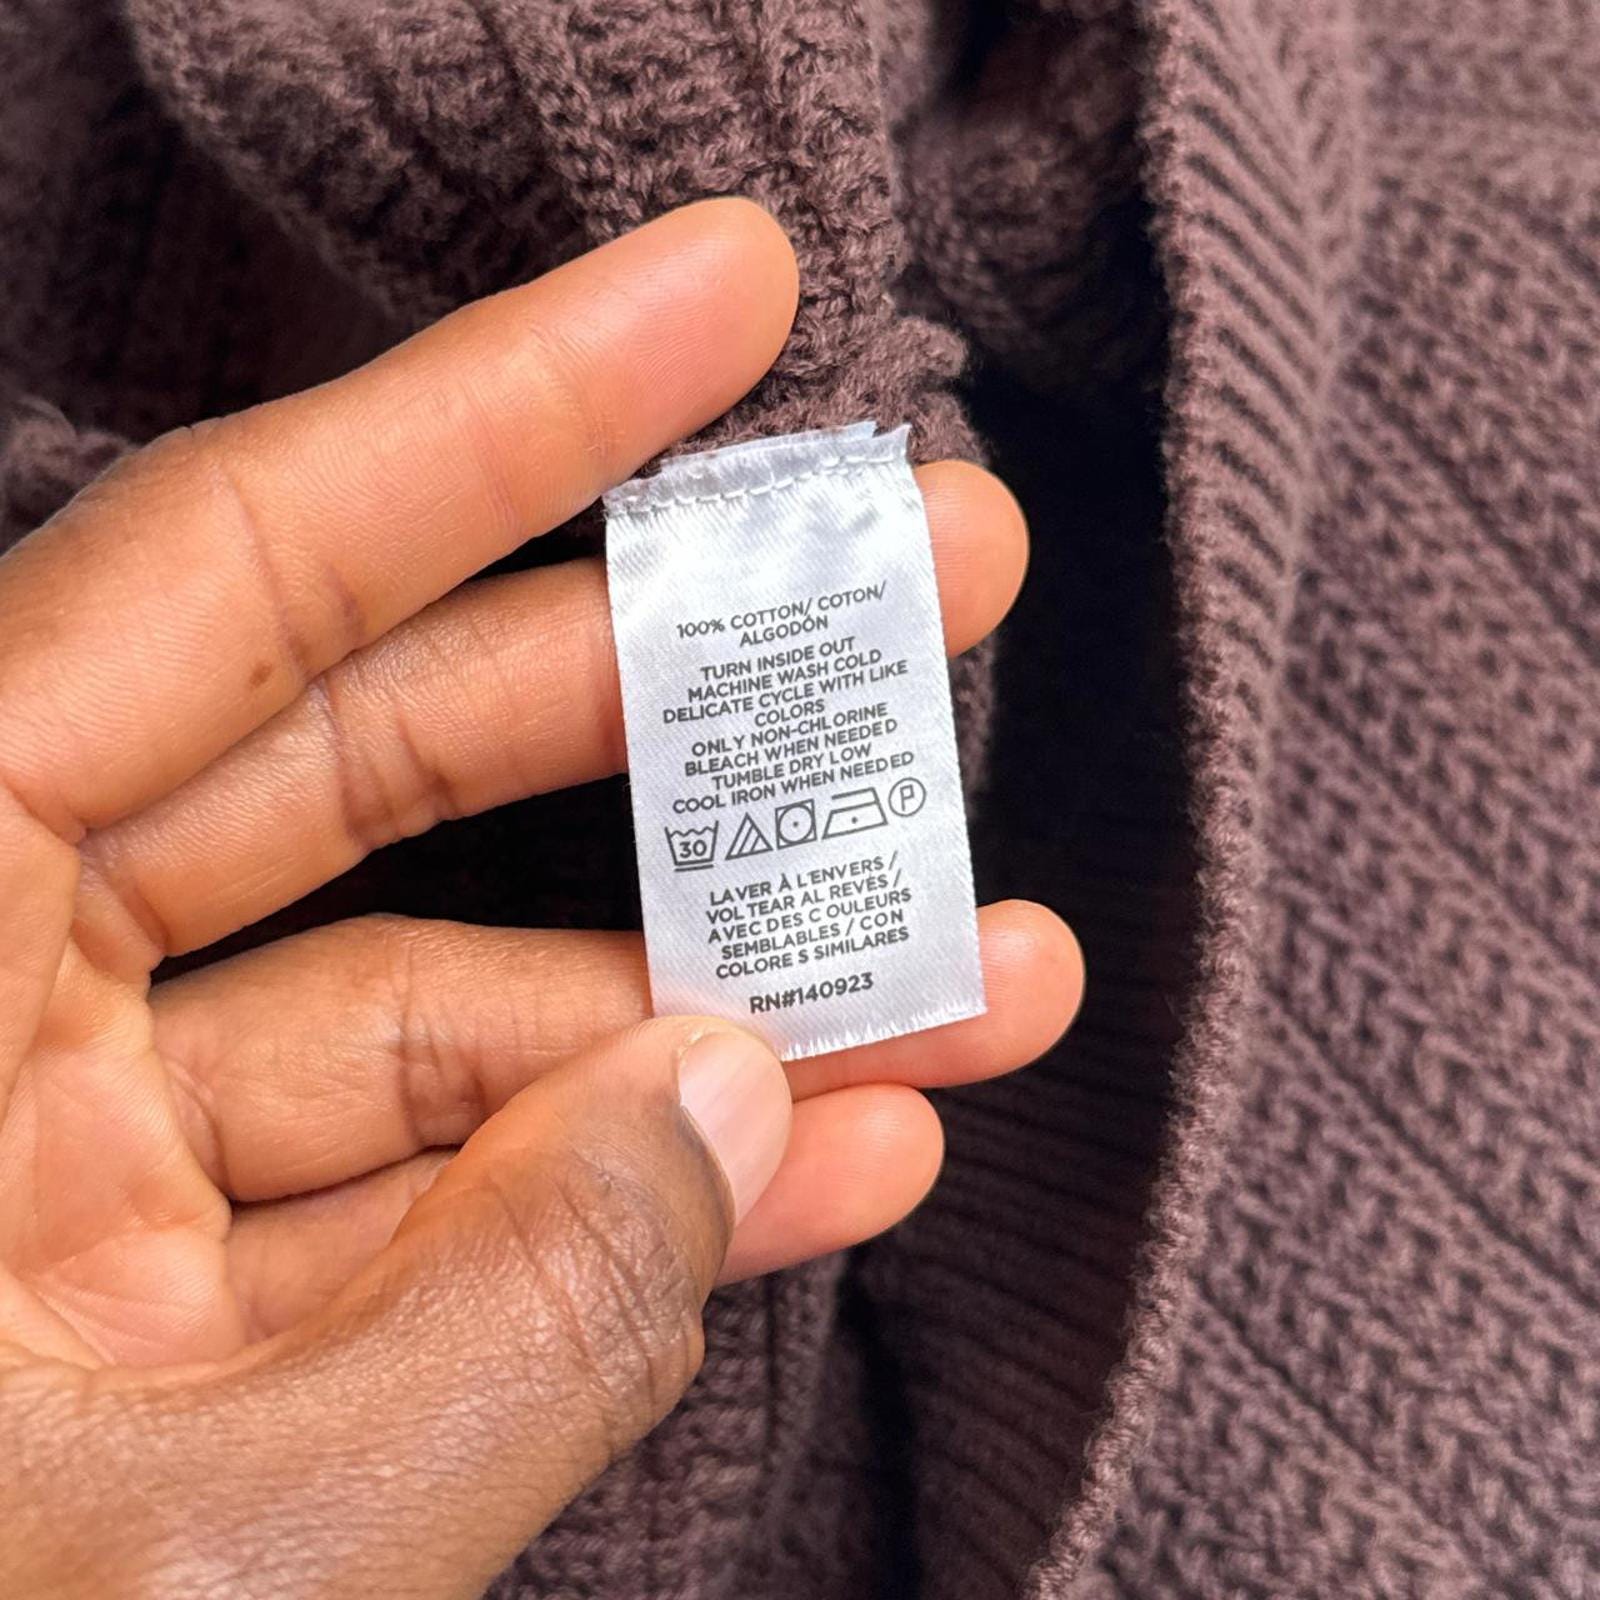 100% COTTON/ COTON/
ALGODÓN
TURN INSIDE OUT
MACHINE WASH COLD
DELICATE CYCLE WITH LIKE
COLORS
ONLY NON-CHLORINE
BLEACH WHEN NEEDED
TUMBLE DRY LOW
COOL IRON WHEN NEEDED
30 P
LAVER À L'ENVERS /
VOL TEAR AL REVÉS /
AVEC DES C OULEURS
SEMBLABLES / CON
COLORE S SIMILARES
RN#140923